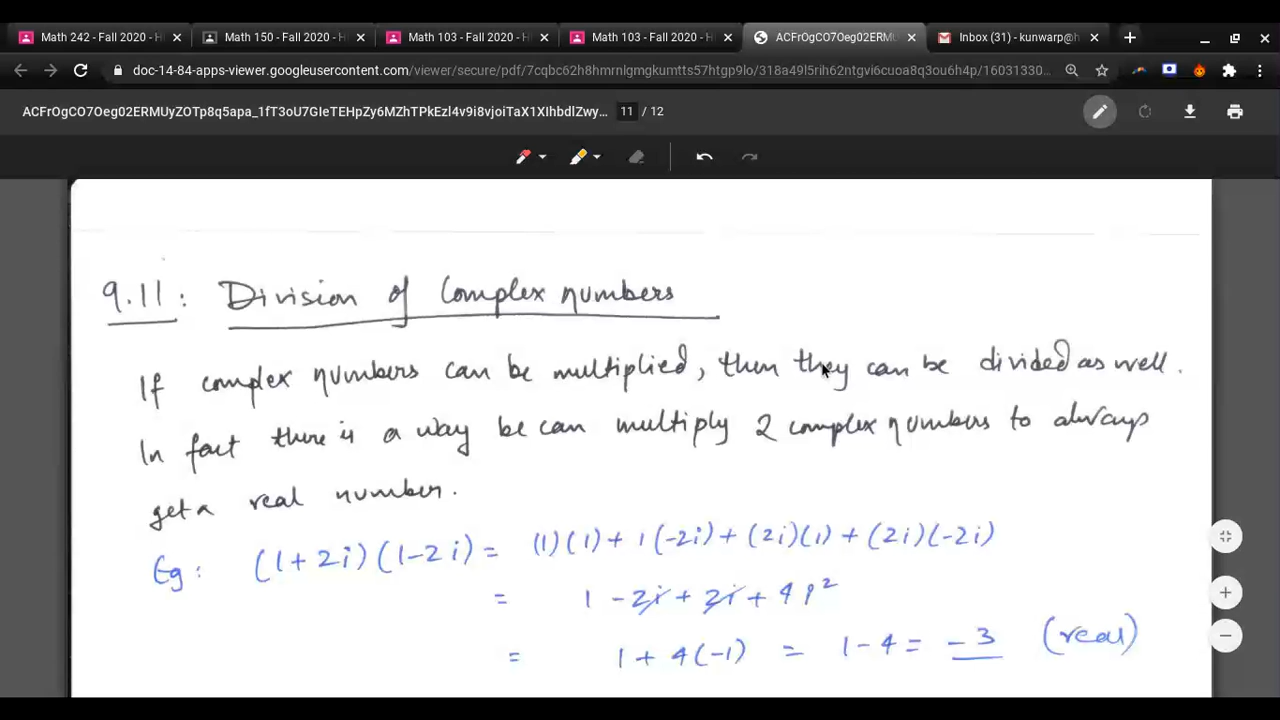 Math 242 - Fall 2020 - H
Math 150 - Fall 2020 - H
Math 103 - Fall 2020 - H
Math 103 - Fall 2020 - H
ACFrOgCO7Oeg02ERMU
Inbox (31) - kunwarp@h
doc-14-84-apps-viewer.googleusercontent.com/viewer/secure/pdf/7cqbc62h8hmrnlgmgkumtts57htgp9lo/318a49l5rih62ntgvi6cuoa8q3ou6h4p/16031330...
ACFrOgCO7Oeg02ERMUyZOTp8q5apa_1fT3oU7GIeTEHpZy6MZhTPkEzl4v9i8vjoiTaX1XIhbdlZwy...
11 / 12
9.11: Division of Complex numbers
If complex numbers can be multiplied, then they can be divided as well.
In fact there is a way be can multiply 2 complex numbers to always
get a real number.
Eg: (1+2i)(1-2i) = (1)(1) + 1(-2i) + (2i)(1) + (2i)(-2i)
= 1 - 2i + 2i + 4i²
= 1 + 4(-1) = 1 - 4 = -3 (real)